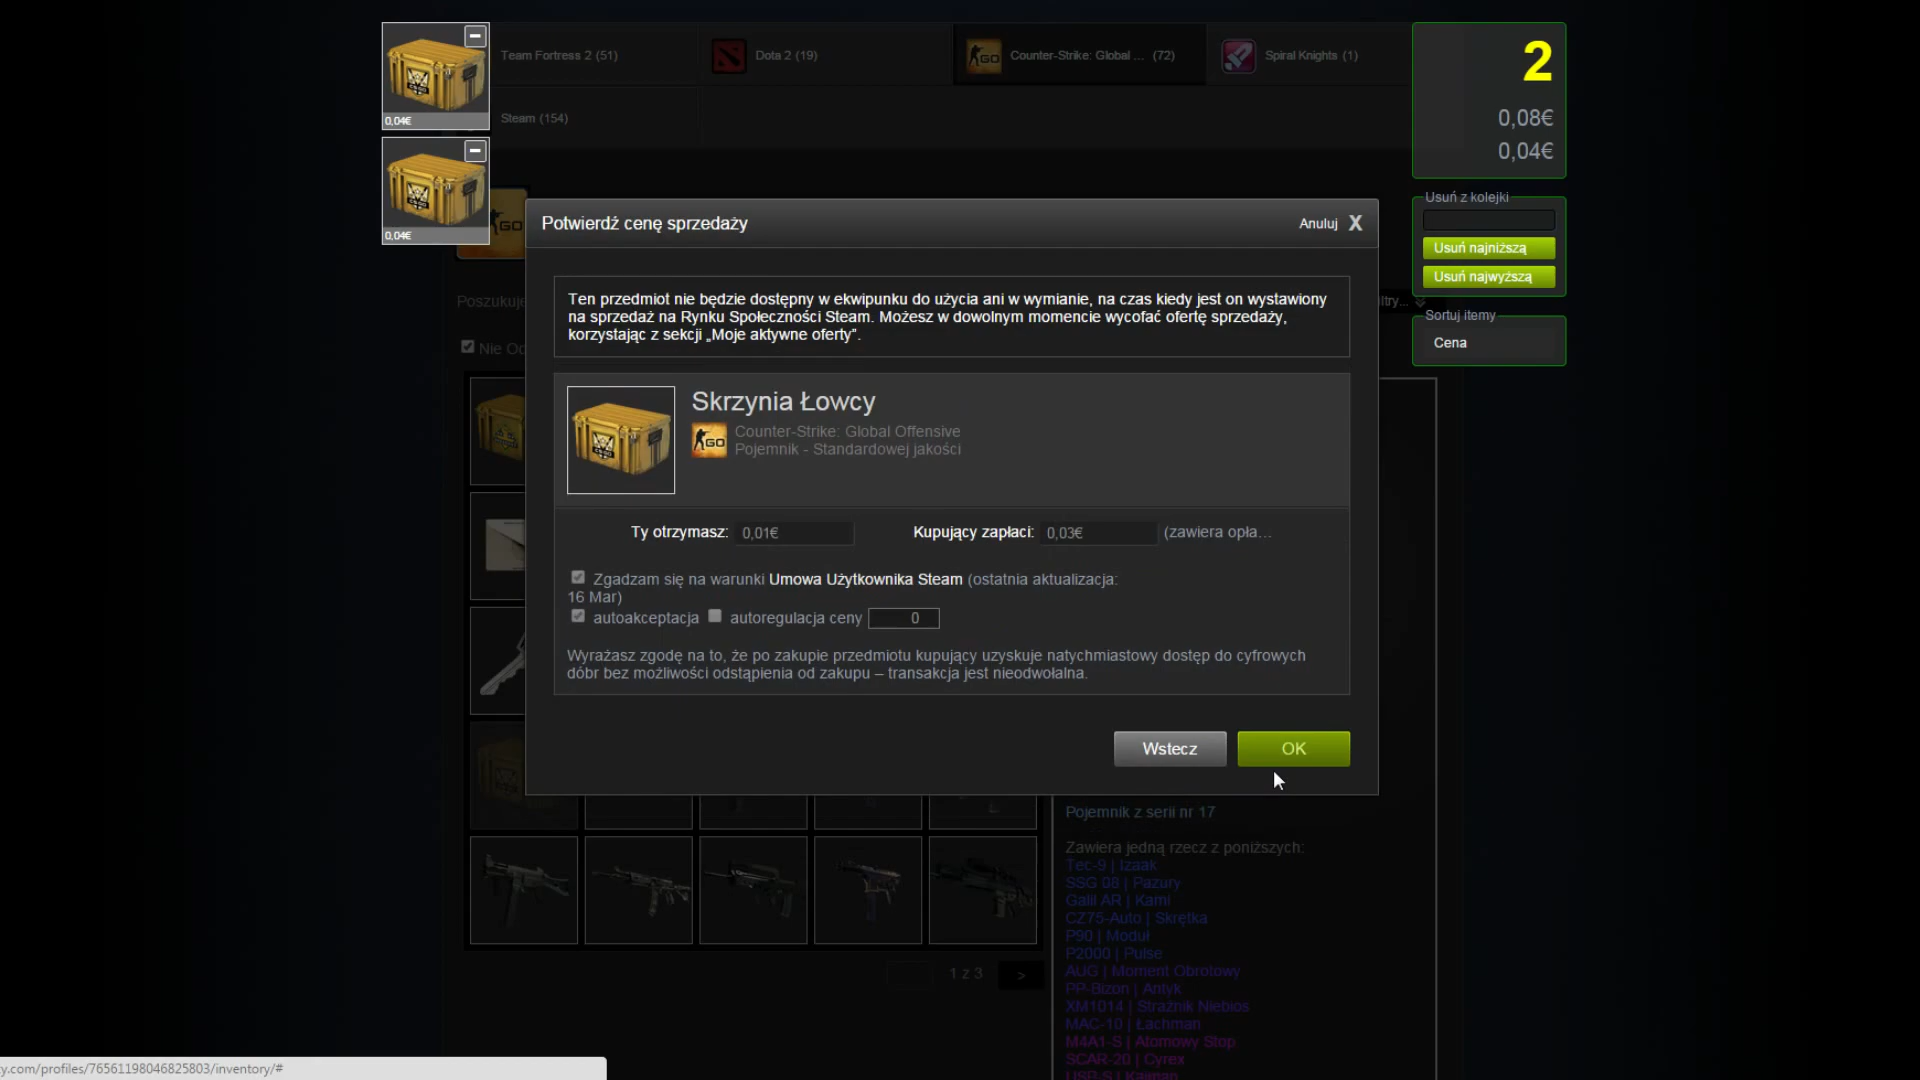 Team Fortress 2 (51)
Dota 2 (19)
Counter-Strike: Global ... (72)
Spiral Knights (1)
Steam (154)
0,04€
0,04€
2
0,08€
0,04€
Usuń z kolejki
Usuń najniższą
Usuń najwyższą
Sortuj itemy
Cena
Potwierdź cenę sprzedaży
Anuluj X
Ten przedmiot nie będzie dostępny w ekwipunku do użycia ani w wymianie, na czas kiedy jest on wystawiony
na sprzedaż na Rynku Społeczności Steam. Możesz w dowolnym momencie wycofać ofertę sprzedaży,
korzystając z sekcji „Moje aktywne oferty”.
Skrzynia Łowcy
GO
Counter-Strike: Global Offensive
Pojemnik - Standardowej jakości
Ty otrzymasz: 0,01€
Kupujący zapłaci: 0,03€ (zawiera opła...
Zgadzam się na warunki Umowa Użytkownika Steam (ostatnia aktualizacja:
16 Mar)
autoakceptacja autoregulacja ceny 0
Wyrażasz zgodę na to, że po zakupie przedmiotu kupujący uzyskuje natychmiastowy dostęp do cyfrowych
dóbr bez możliwości odstąpienia od zakupu – transakcja jest nieodwołalna.
Wstecz
OK
Pojemnik z serii nr 17
Zawiera jedną rzecz z poniższych:
Tec-9 | Izaak
SSG 08 | Pazury
Galil AR | Kami
CZ75-Auto | Skrętka
P90 | Moduł
P2000 | Pulse
AUG | Moment Obrotowy
PP-Bizon | Antyk
XM1014 | Strażnik Niebios
MAC-10 | Łachman
M4A1-S | Atomowy Stop
SCAR-20 | Cyrex
USP-S | Kajman
1 z 3
>
y.com/profiles/76561198046825803/inventory/#